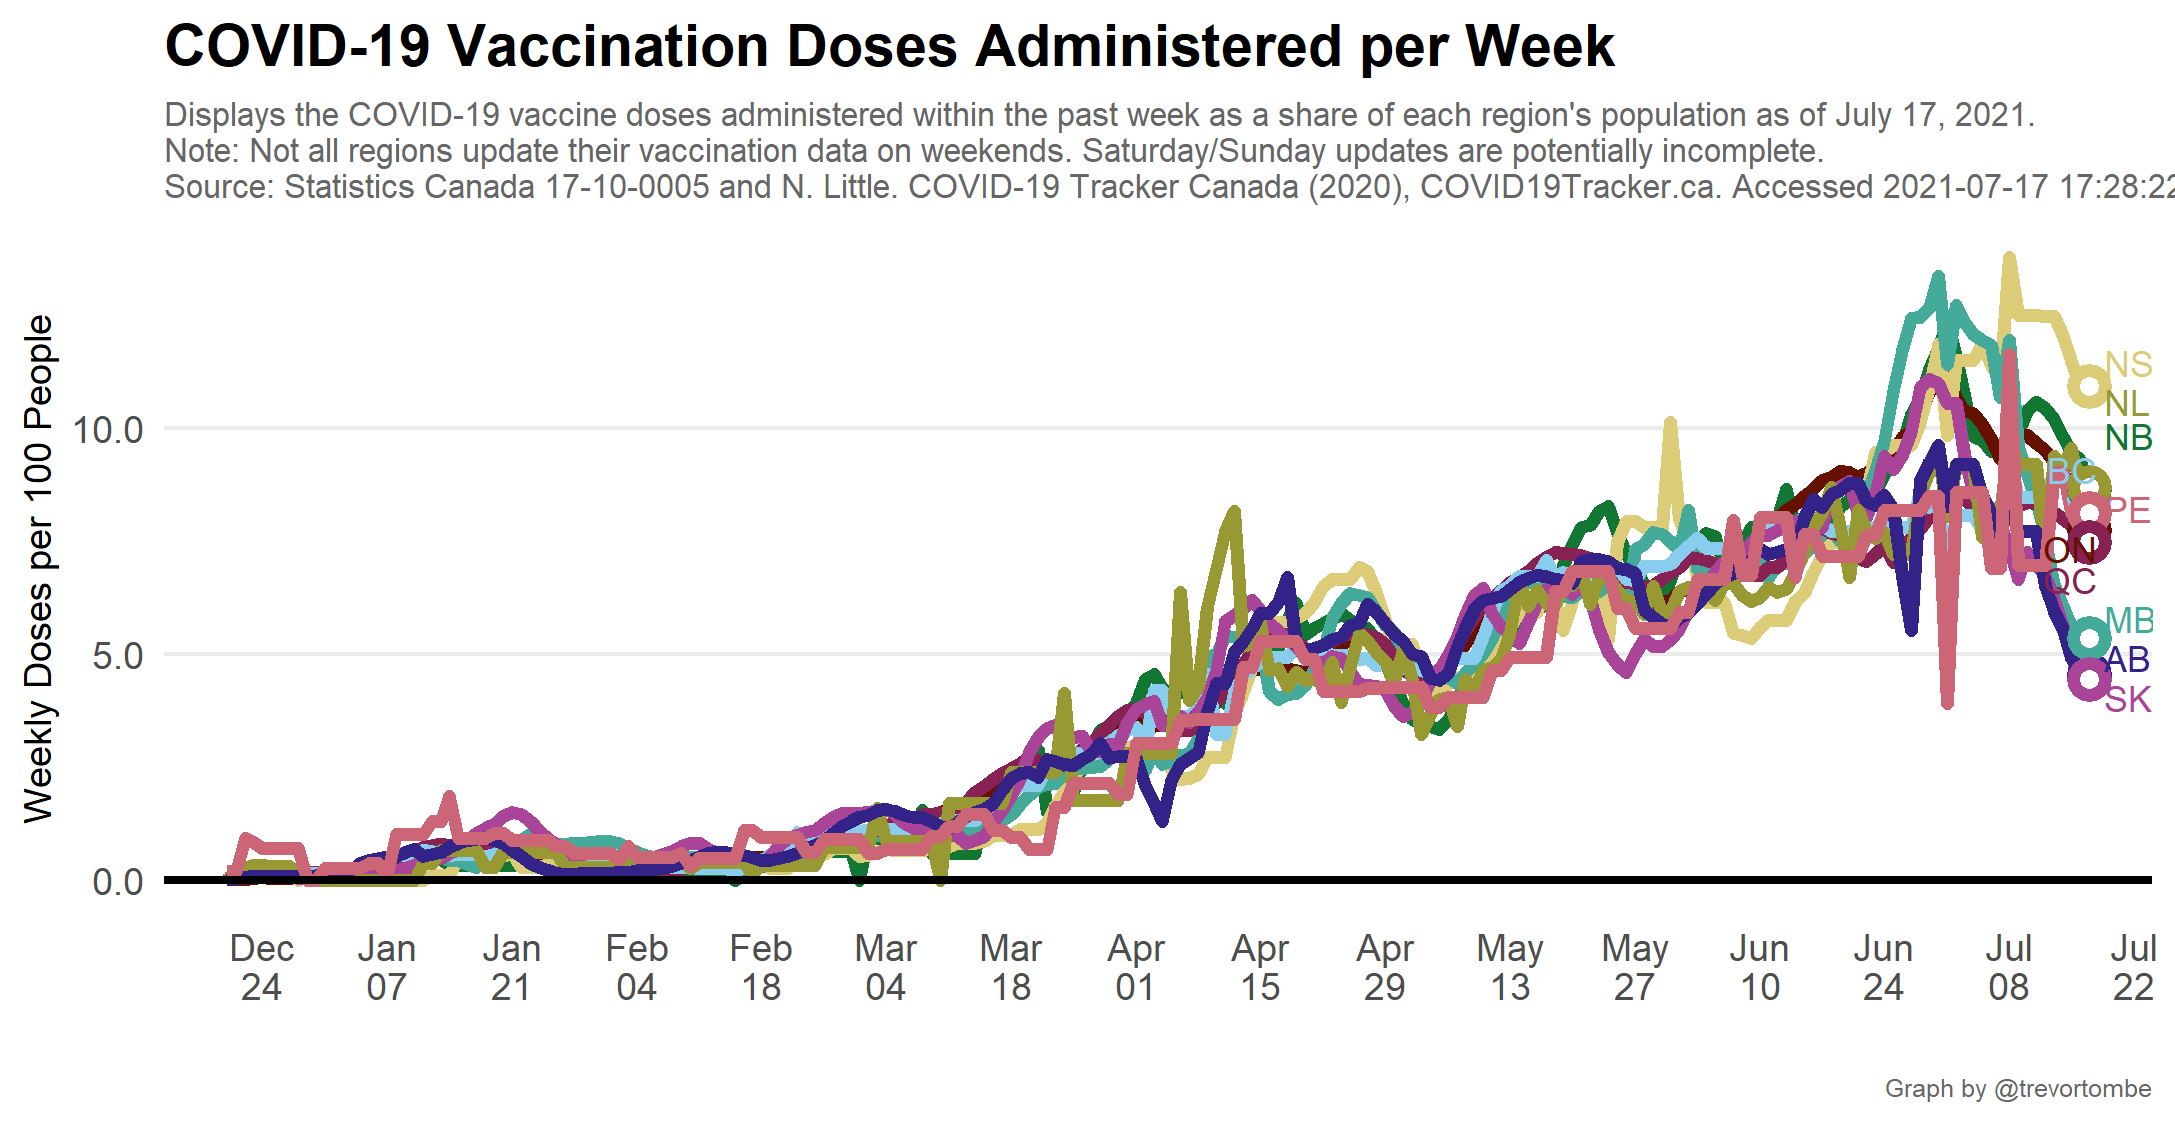 COVID-19 Vaccination Doses Administered per Week
Displays the COVID-19 vaccine doses administered within the past week as a share of each region's population as of July 17, 2021.
Note: Not all regions update their vaccination data on weekends. Saturday/Sunday updates are potentially incomplete.
Source: Statistics Canada 17-10-0005 and N. Little. COVID-19 Tracker Canada (2020), COVID19Tracker.ca. Accessed 2021-07-17 17:28:22
Weekly Doses per 100 People
10.0
5.0
0.0
NS
NL
NB
BC
PE
ON
QC
MB
AB
SK
Dec 24
Jan 07
Jan 21
Feb 04
Feb 18
Mar 04
Mar 18
Apr 01
Apr 15
Apr 29
May 13
May 27
Jun 10
Jun 24
Jul 08
Jul 22
Graph by @trevortombe